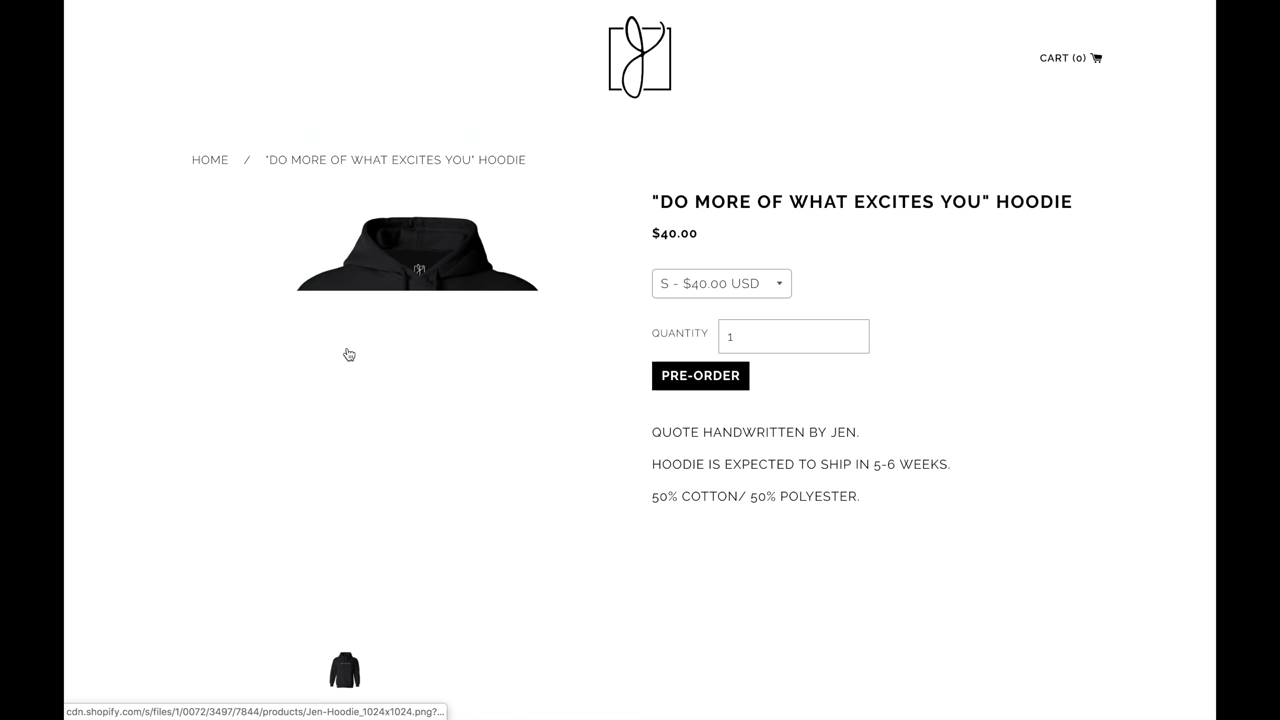 CART (0)
HOME / "DO MORE OF WHAT EXCITES YOU" HOODIE
"DO MORE OF WHAT EXCITES YOU" HOODIE
$40.00
S - $40.00 USD
QUANTITY 1
PRE-ORDER
QUOTE HANDWRITTEN BY JEN.
HOODIE IS EXPECTED TO SHIP IN 5-6 WEEKS.
50% COTTON/ 50% POLYESTER.
cdn.shopify.com/s/files/1/0072/3497/7844/products/Jen-Hoodie_1024x1024.png?...